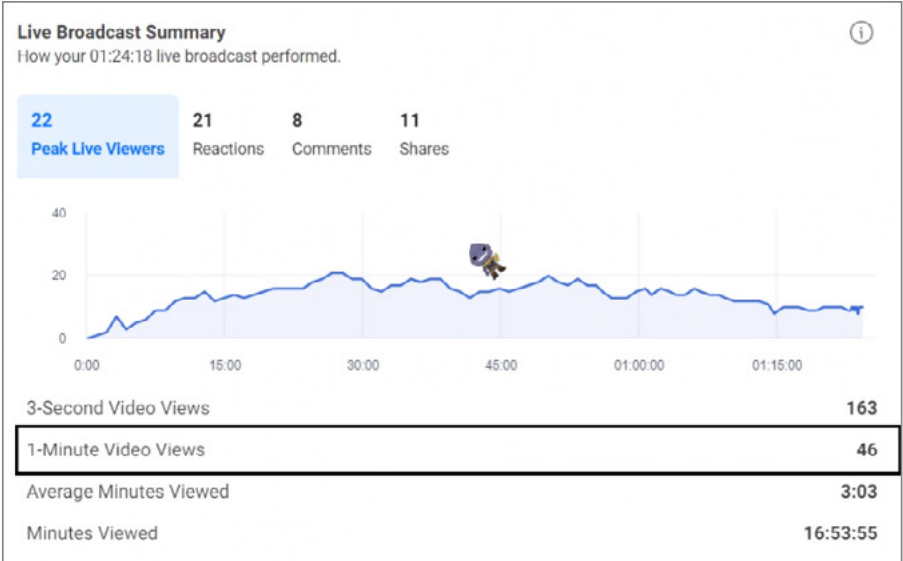 Live Broadcast Summary
How your 01:24:18 live broadcast performed.
22 21 8 11
Peak Live Viewers Reactions Comments Shares
40
20
0
0:00 15:00 30:00 45:00 01:00:00 01:15:00
3-Second Video Views 163
1-Minute Video Views 46
Average Minutes Viewed 3:03
Minutes Viewed 16:53:55